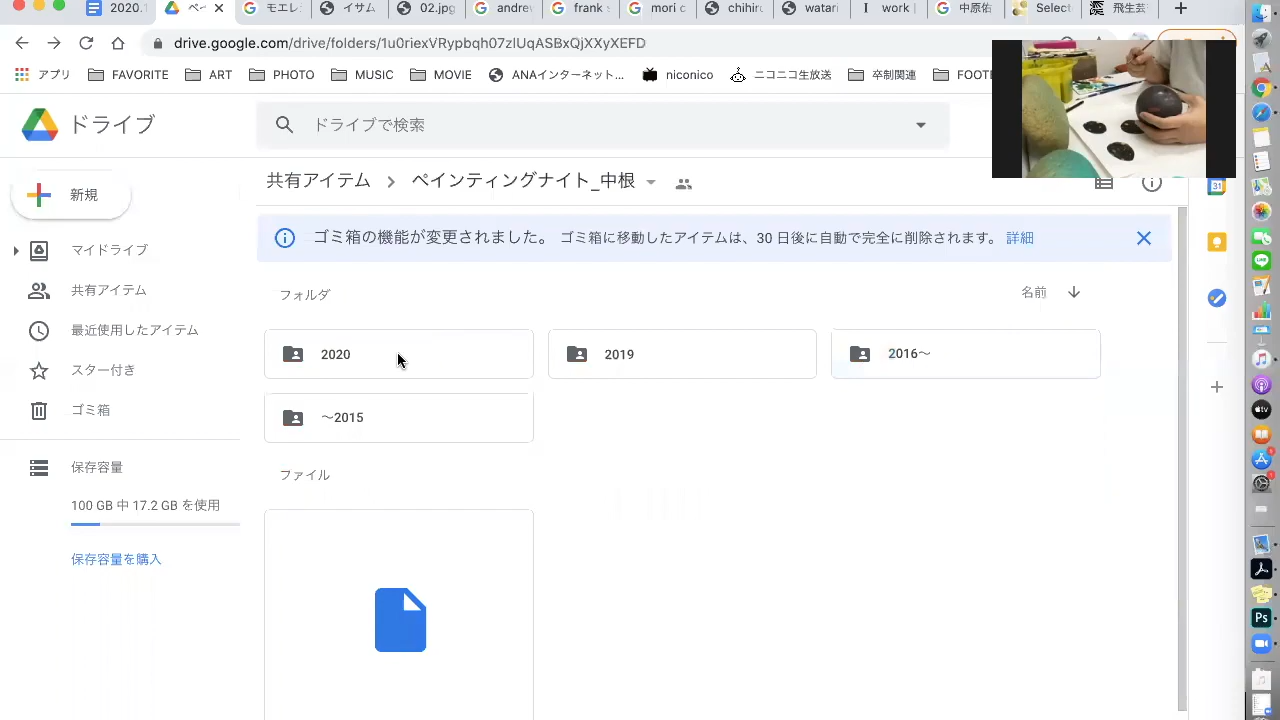 2020.1
ペー
モエレ
イサム
02.jpg
andre
frank
mori c
chihiru
watari
work |
中原佑
Select
飛生芸
drive.google.com/drive/folders/
アプリ
FAVORITE
ART
PHOTO
MUSIC
MOVIE
ANAインターネット...
niconico
ニコニコ生放送
卒制関連
FOOT
ドライブ
ドライブで検索
新規
共有アイテム
ペインティングナイト_中根
31
ゴミ箱の機能が変更されました。 ゴミ箱に移動したアイテムは、30 日後に自動で完全に削除されます。 詳細
マイドライブ
共有アイテム
最近使用したアイテム
スター付き
ゴミ箱
保存容量
100 GB 中 17.2 GB を使用
保存容量を購入
フォルダ
名前
2020
2019
2016〜
〜2015
ファイル
LINE
tv
Ps